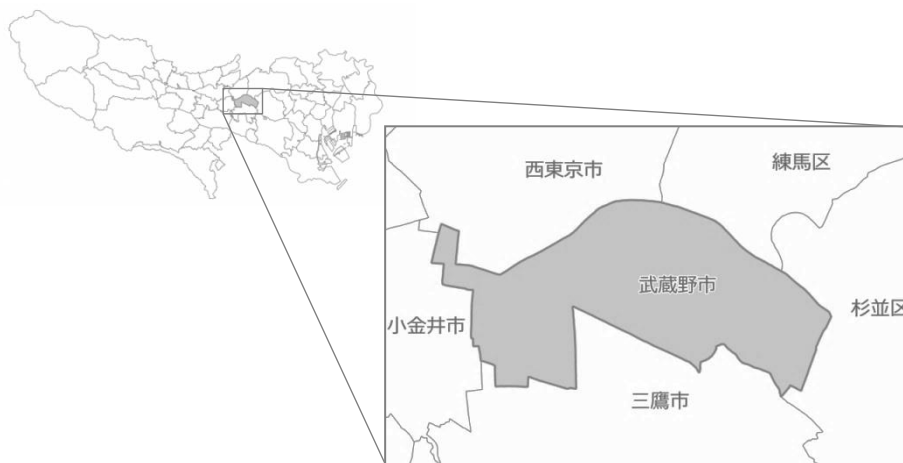 西東京市
練馬区
武蔵野市
杉並区
小金井市
三鷹市